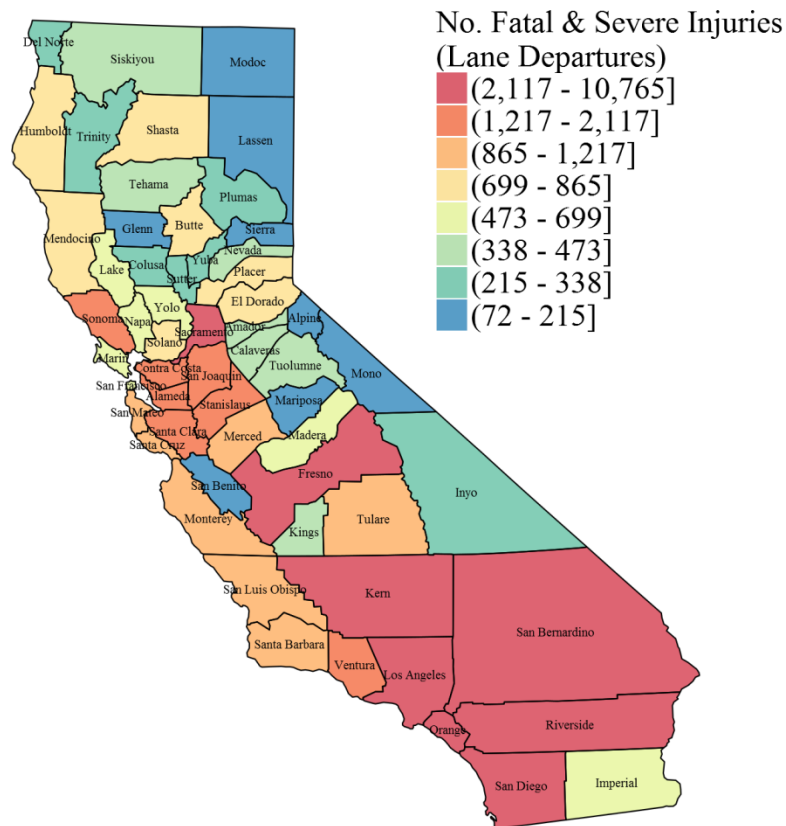 No. Fatal & Severe Injuries
(Lane Departures)
(2,117 - 10,765]
(1,217 - 2,117]
(865 - 1,217]
(699 - 865]
(473 - 699]
(338 - 473]
(215 - 338]
(72 - 215]
Del Norte
Siskiyou
Modoc
Humboldt
Trinity
Shasta
Lassen
Tehama
Plumas
Mendocino
Glenn
Butte
Sierra
Lake
Colusa
Sutter
Yuba
Nevada
Placer
El Dorado
Sonoma
Napa
Yolo
Sacramento
Amador
Alpine
Solano
Marin
Calaveras
Tuolumne
Mono
Contra Costa
San Joaquin
San Francisco
Alameda
Stanislaus
Mariposa
San Mateo
Santa Clara
Merced
Madera
Santa Cruz
Fresno
San Benito
Inyo
Monterey
Tulare
Kings
San Luis Obispo
Kern
San Bernardino
Santa Barbara
Ventura
Los Angeles
Orange
Riverside
San Diego
Imperial